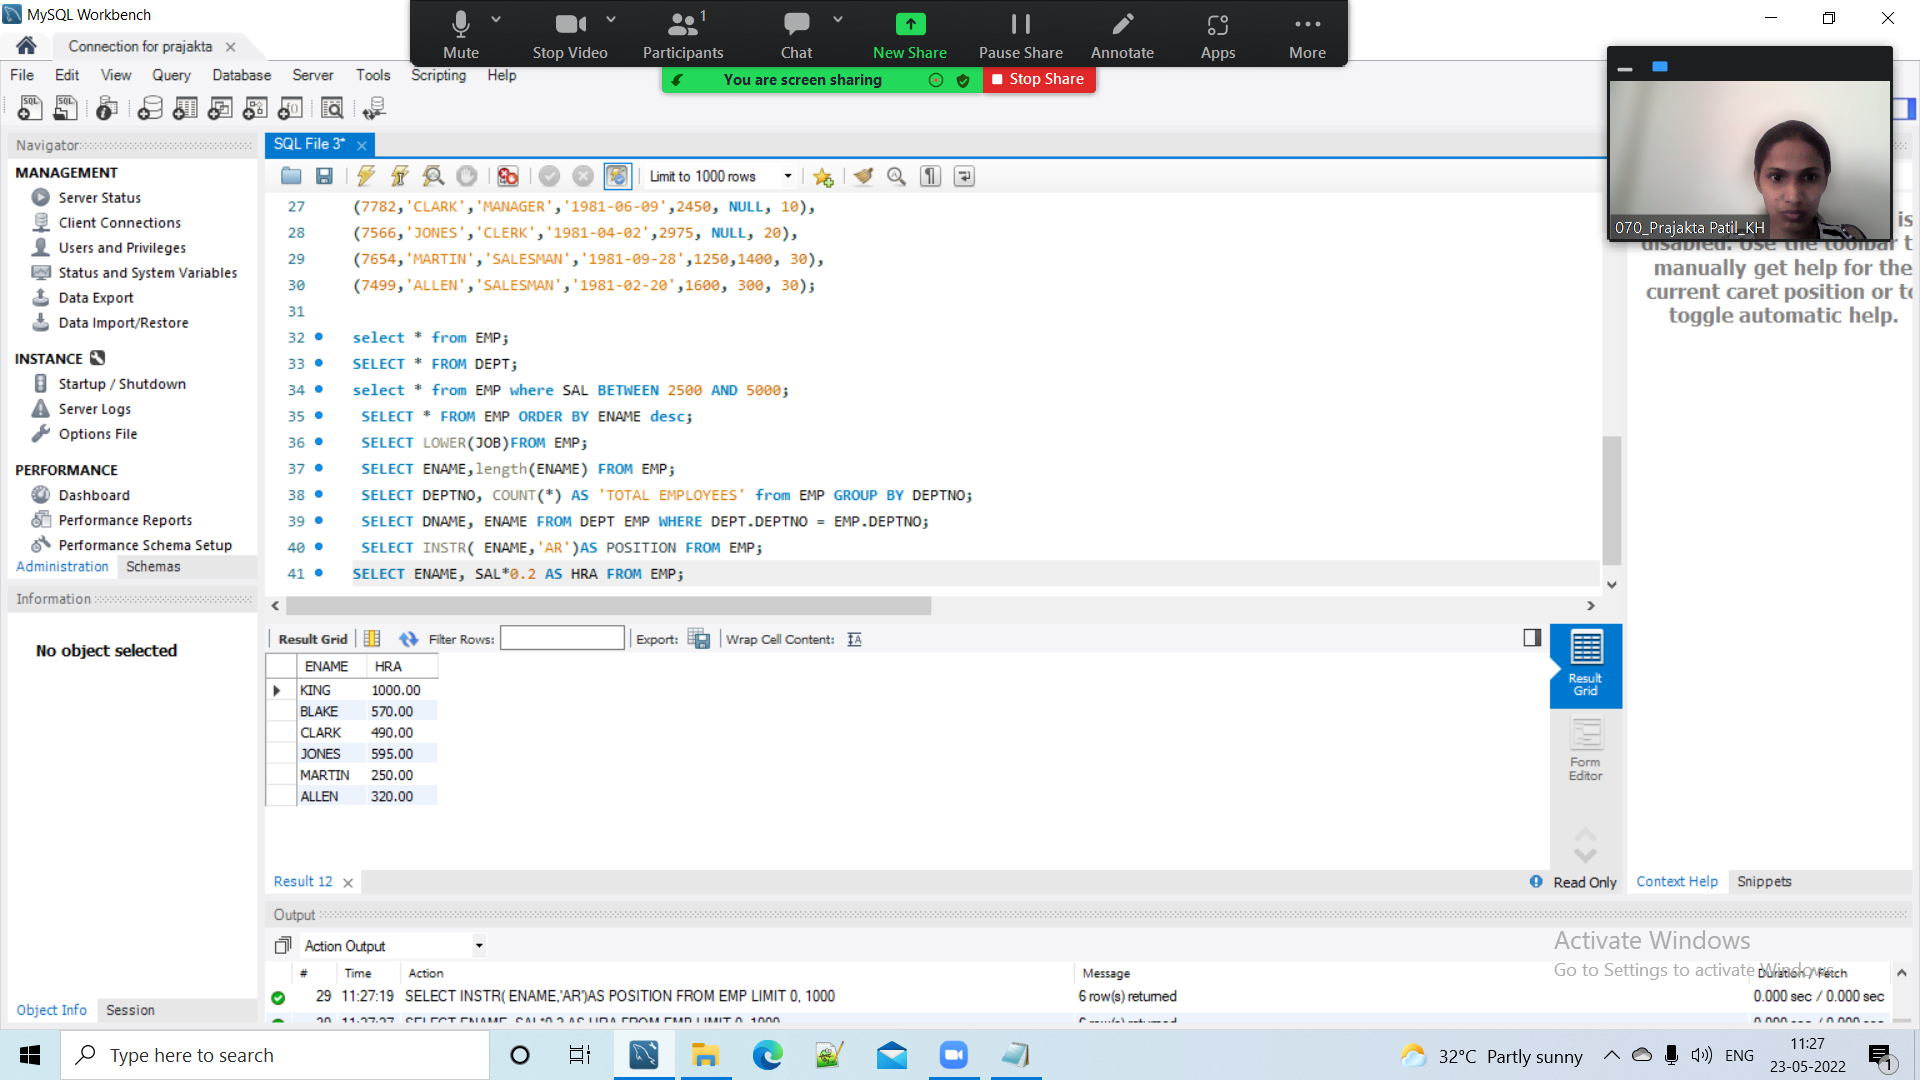 MySQL Workbench
Mute
Stop Video
1
Participants
Chat
New Share
Pause Share
Annotate
Apps
More
You are screen sharing
Stop Share
Connection for prajakta
File Edit View Query Database Server Tools Scripting Help
070_Prajakta Patil_KH
Navigator
MANAGEMENT
Server Status
Client Connections
Users and Privileges
Status and System Variables
Data Export
Data Import/Restore
INSTANCE
Startup / Shutdown
Server Logs
Options File
PERFORMANCE
Dashboard
Performance Reports
Performance Schema Setup
Administration Schemas
Information
No object selected
Object Info Session
SQL File 3*
Limit to 1000 rows
27 (7782,'CLARK','MANAGER','1981-06-09',2450, NULL, 10),
28 (7566,'JONES','CLERK','1981-04-02',2975, NULL, 20),
29 (7654,'MARTIN','SALESMAN','1981-09-28',1250,1400, 30),
30 (7499,'ALLEN','SALESMAN','1981-02-20',1600, 300, 30);
31
32 select * from EMP;
33 SELECT * FROM DEPT;
34 select * from EMP where SAL BETWEEN 2500 AND 5000;
35 SELECT * FROM EMP ORDER BY ENAME desc;
36 SELECT LOWER(JOB)FROM EMP;
37 SELECT ENAME,length(ENAME) FROM EMP;
38 SELECT DEPTNO, COUNT(*) AS 'TOTAL EMPLOYEES' from EMP GROUP BY DEPTNO;
39 SELECT DNAME, ENAME FROM DEPT EMP WHERE DEPT.DEPTNO = EMP.DEPTNO;
40 SELECT INSTR( ENAME,'AR')AS POSITION FROM EMP;
41 SELECT ENAME, SAL*0.2 AS HRA FROM EMP;
is
disabled. Use the toolbar t
manually get help for the
current caret position or to
toggle automatic help.
Result Grid Filter Rows: Export: Wrap Cell Content:
ENAME HRA
KING 1000.00
BLAKE 570.00
CLARK 490.00
JONES 595.00
MARTIN 250.00
ALLEN 320.00
Result
Grid
Form
Editor
Result 12
Read Only
Context Help Snippets
Output
Action Output
# Time Action Message Duration / Fetch
29 11:27:19 SELECT INSTR( ENAME,'AR')AS POSITION FROM EMP LIMIT 0, 1000 6 row(s) returned 0.000 sec / 0.000 sec
30 11:27:27 SELECT ENAME, SAL*0.2 AS HRA FROM EMP LIMIT 0, 1000 6 row(s) returned 0.000 sec / 0.000 sec
Activate Windows
Go to Settings to activate Windows.
Type here to search
32°C Partly sunny
ENG
11:27
23-05-2022
1